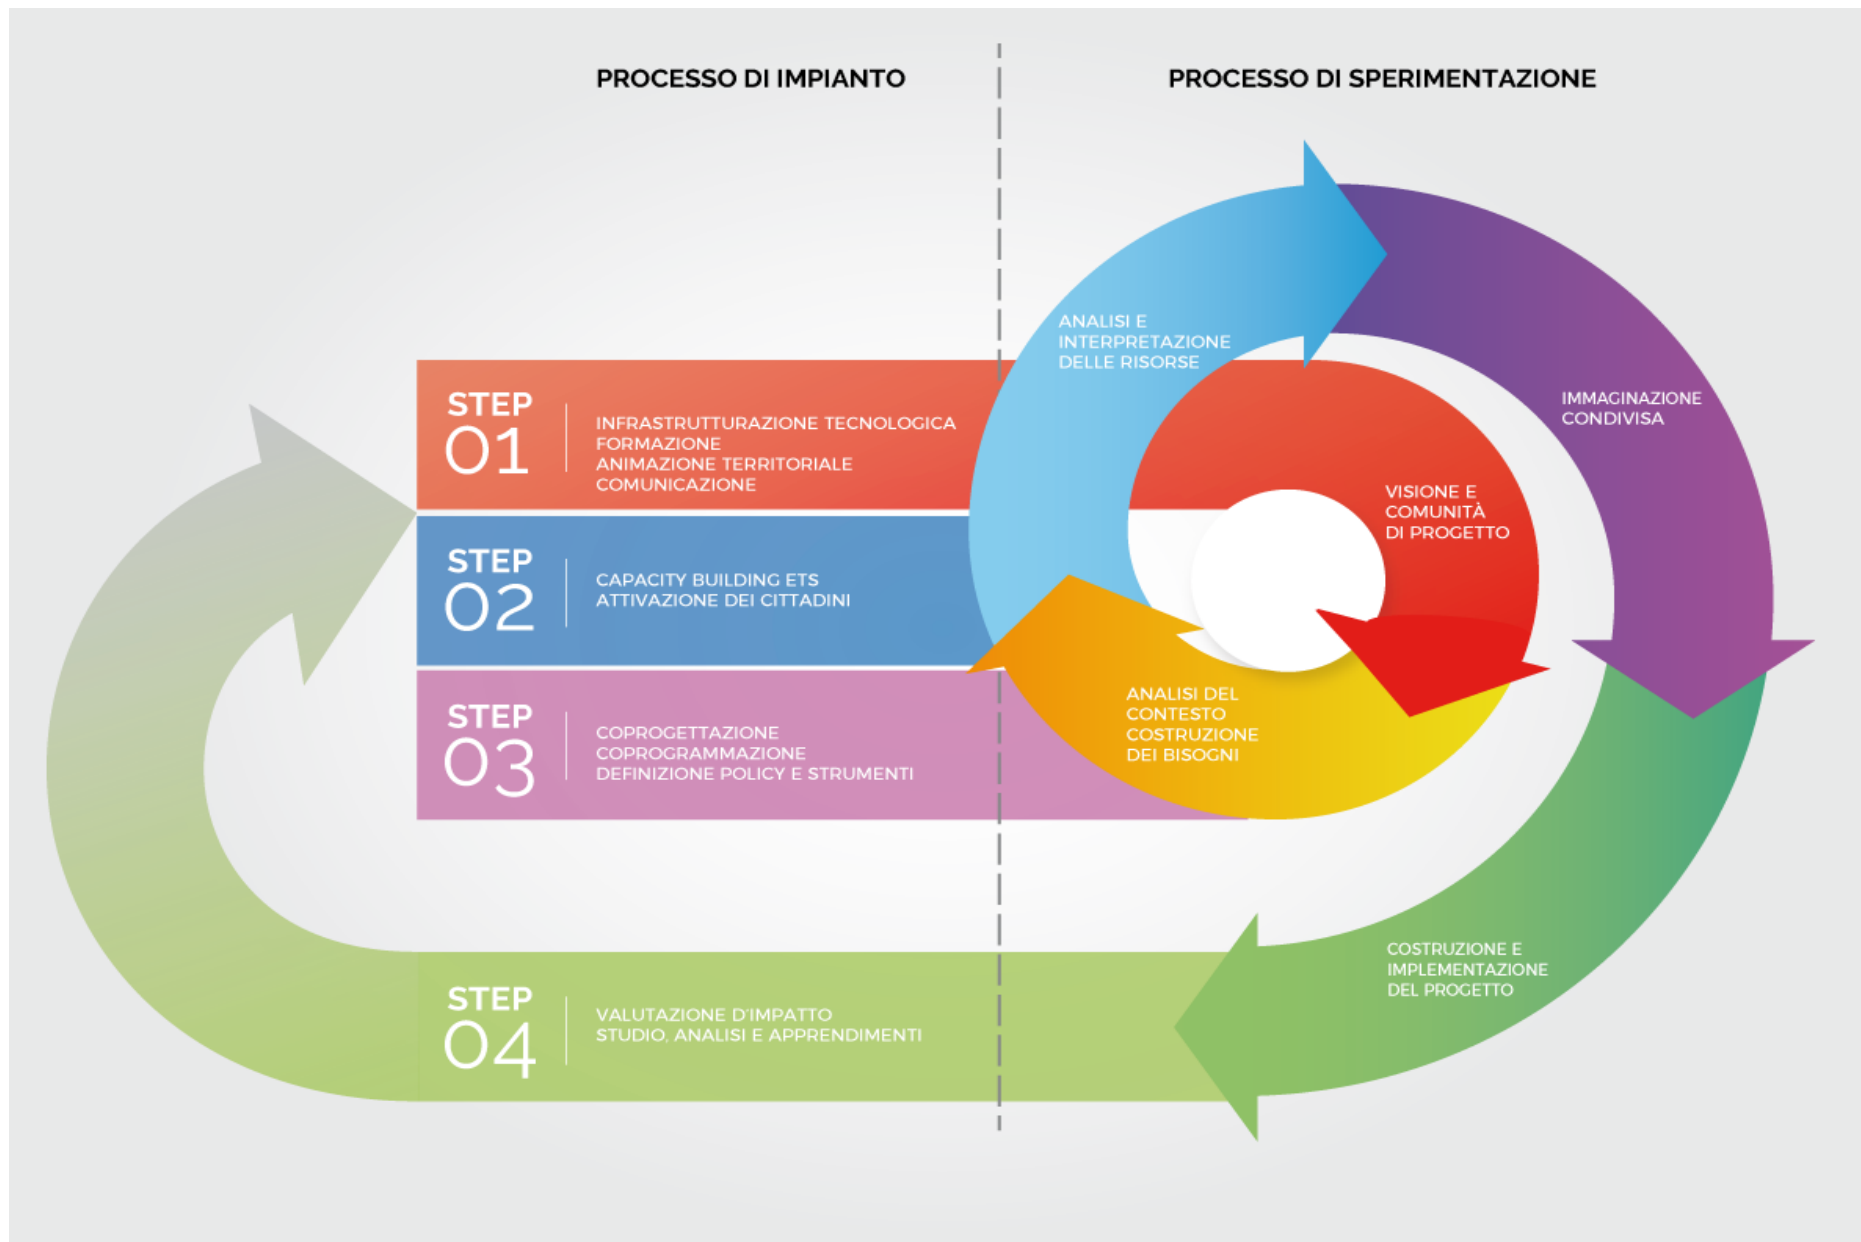 PROCESSO DI IMPIANTO
PROCESSO DI SPERIMENTAZIONE
STEP
01
INFRASTRUTTURAZIONE TECNOLOGICA
FORMAZIONE
ANIMAZIONE TERRITORIALE
COMUNICAZIONE
STEP
02
CAPACITY BUILDING ETS
ATTIVAZIONE DEI CITTADINI
STEP
03
COPROGETTAZIONE
COPROGRAMMAZIONE
DEFINIZIONE POLICY E STRUMENTI
STEP
04
VALUTAZIONE D'IMPATTO
STUDIO, ANALISI E APPRENDIMENTI
VISIONE E
COMUNITÀ
DI PROGETTO
ANALISI DEL
CONTESTO
COSTRUZIONE
DEI BISOGNI
ANALISI E
INTERPRETAZIONE
DELLE RISORSE
IMMAGINAZIONE
CONDIVISA
COSTRUZIONE E
IMPLEMENTAZIONE
DEL PROGETTO